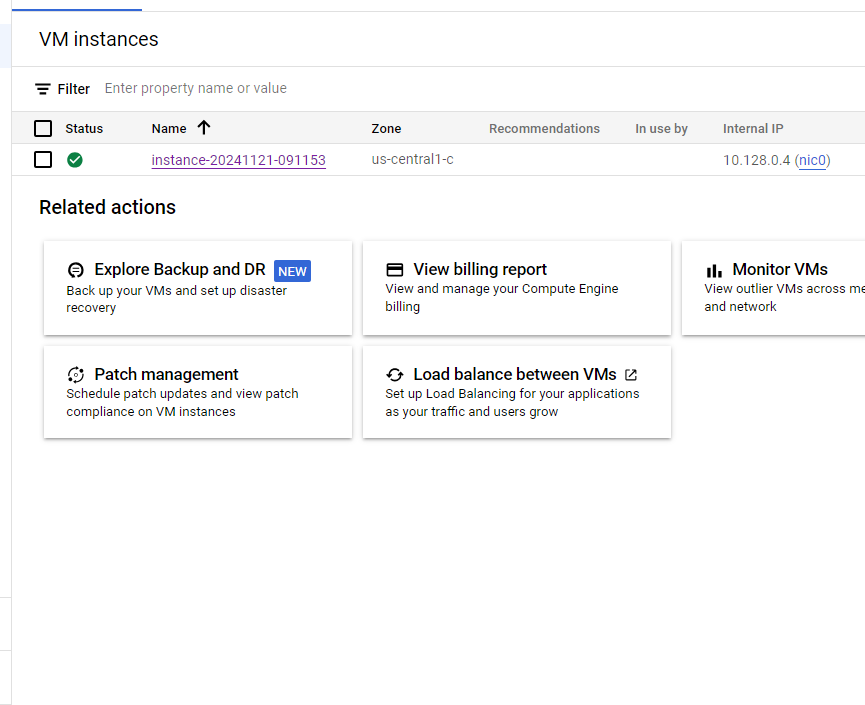 VM instances
Filter Enter property name or value
Status Name Zone Recommendations In use by Internal IP
instance-20241121-091153 us-central1-c 10.128.0.4 (nic0)
Related actions
Explore Backup and DR NEW
Back up your VMs and set up disaster
recovery
View billing report
View and manage your Compute Engine
billing
Monitor VMs
View outlier VMs across me
and network
Patch management
Schedule patch updates and view patch
compliance on VM instances
Load balance between VMs
Set up Load Balancing for your applications
as your traffic and users grow